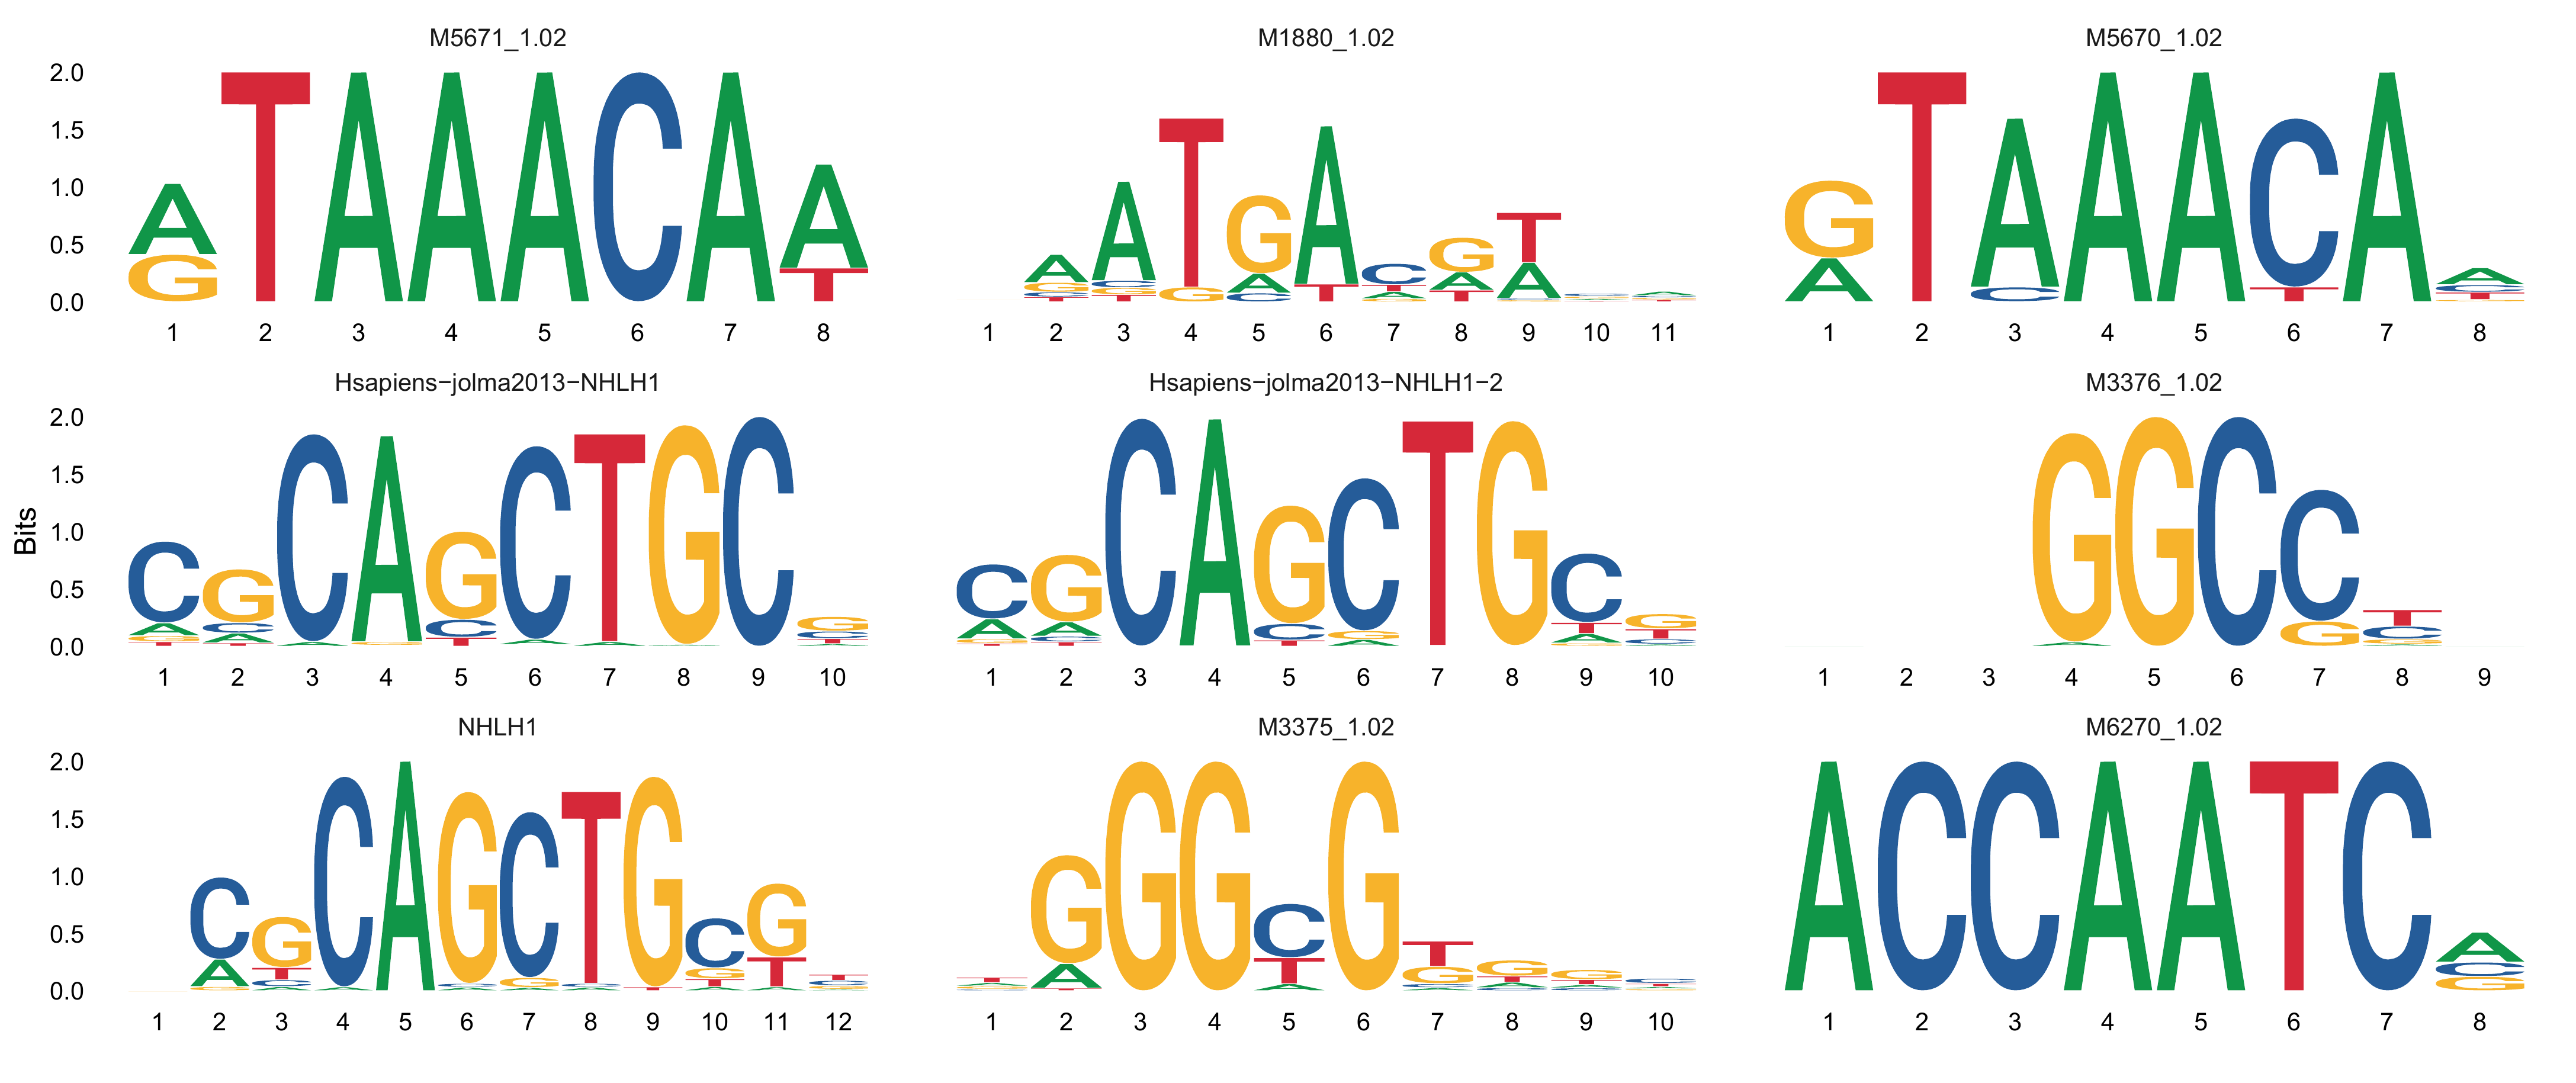 M5671_1.02 M1880_1.02 M5670_1.02
2.0
1.5
1.0
0.5
0.0
A G T A A A C A A T
A G C T A C G T T G G A C A T C T A G G A T T A G A T C
1 2 3 4 5 6 7 8 1 2 3 4 5 6 7 8 9 10 11 1 2 3 4 5 6 7 8
Hsapiens−jolma2013−NHLH1 Hsapiens−jolma2013−NHLH1−2 M3376_1.02
Bits
2.0
1.5
1.0
0.5
0.0
1 2 3 4 5 6 7 8 9 10 1 2 3 4 5 6 7 8 9 10 1 2 3 4 5 6 7 8 9
NHLH1 M3375_1.02 M6270_1.02
2.0
1.5
1.0
0.5
0.0
A C C A A T C A C G
1 2 3 4 5 6 7 8 9 10 11 12 1 2 3 4 5 6 7 8 9 10 1 2 3 4 5 6 7 8